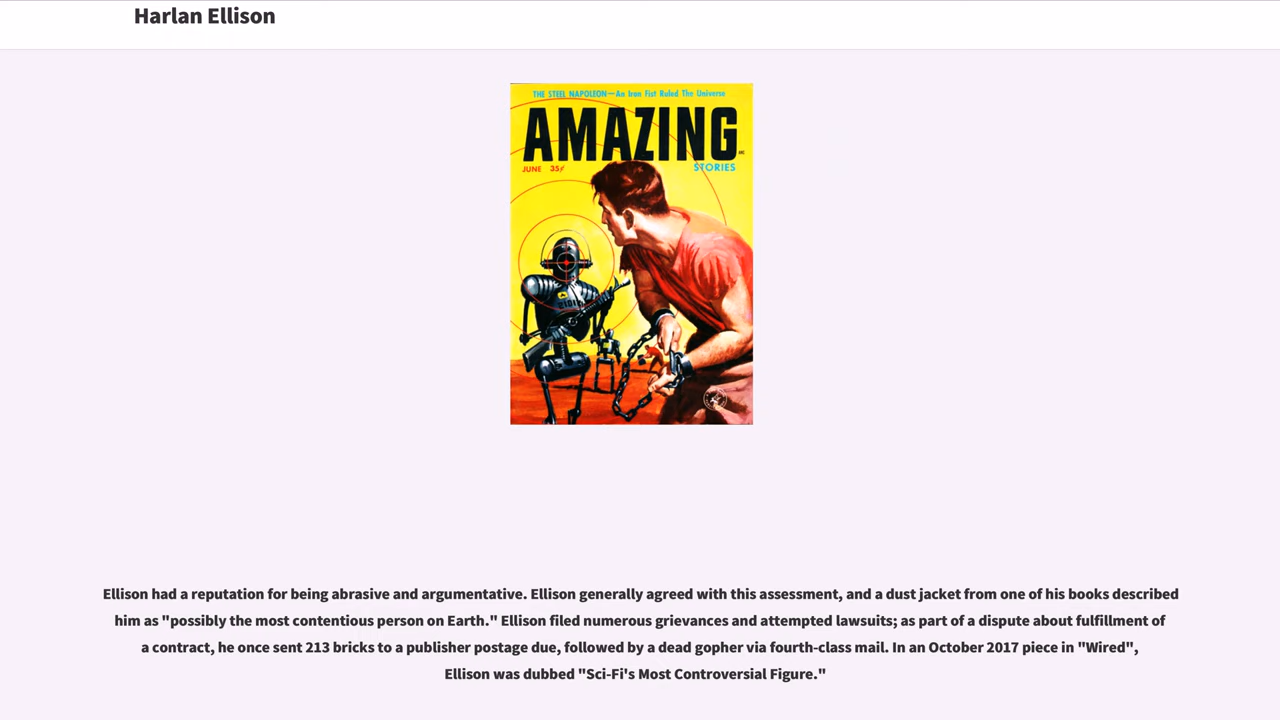 Harlan Ellison
THE STEEL NAPOLEON—An Iron Fist Ruled The Universe
AMAZING
STORIES
JUNE 35¢
2101
Ellison had a reputation for being abrasive and argumentative. Ellison generally agreed with this assessment, and a dust jacket from one of his books described
him as "possibly the most contentious person on Earth." Ellison filed numerous grievances and attempted lawsuits; as part of a dispute about fulfillment of
a contract, he once sent 213 bricks to a publisher postage due, followed by a dead gopher via fourth-class mail. In an October 2017 piece in "Wired",
Ellison was dubbed "Sci-Fi's Most Controversial Figure."